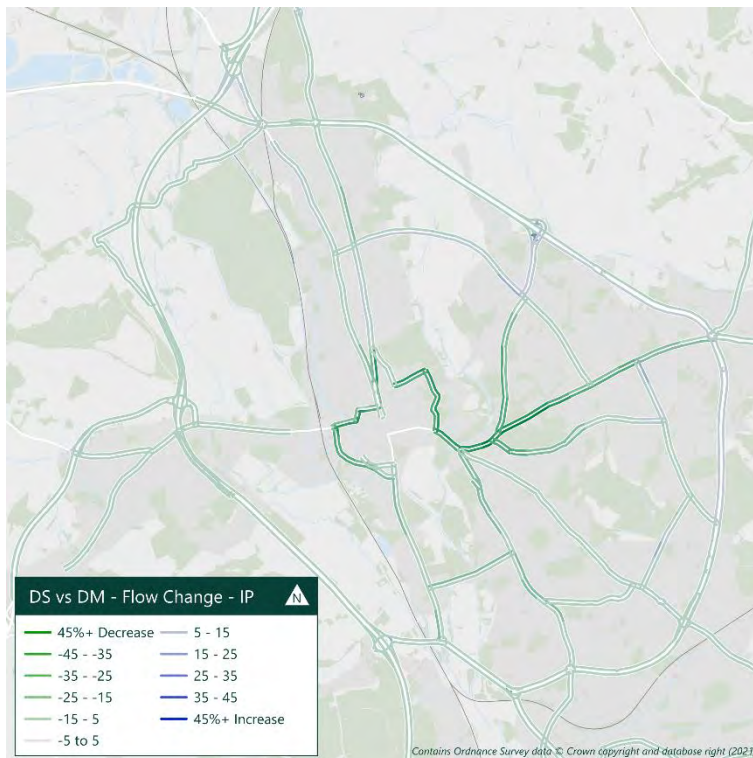 DS vs DM - Flow Change - IP
N
45%+ Decrease
-45 - -35
-35 - -25
-25 - -15
-15 - 5
-5 to 5
5 - 15
15 - 25
25 - 35
35 - 45
45%+ Increase
Contains Ordnance Survey data © Crown copyright and database right (2021